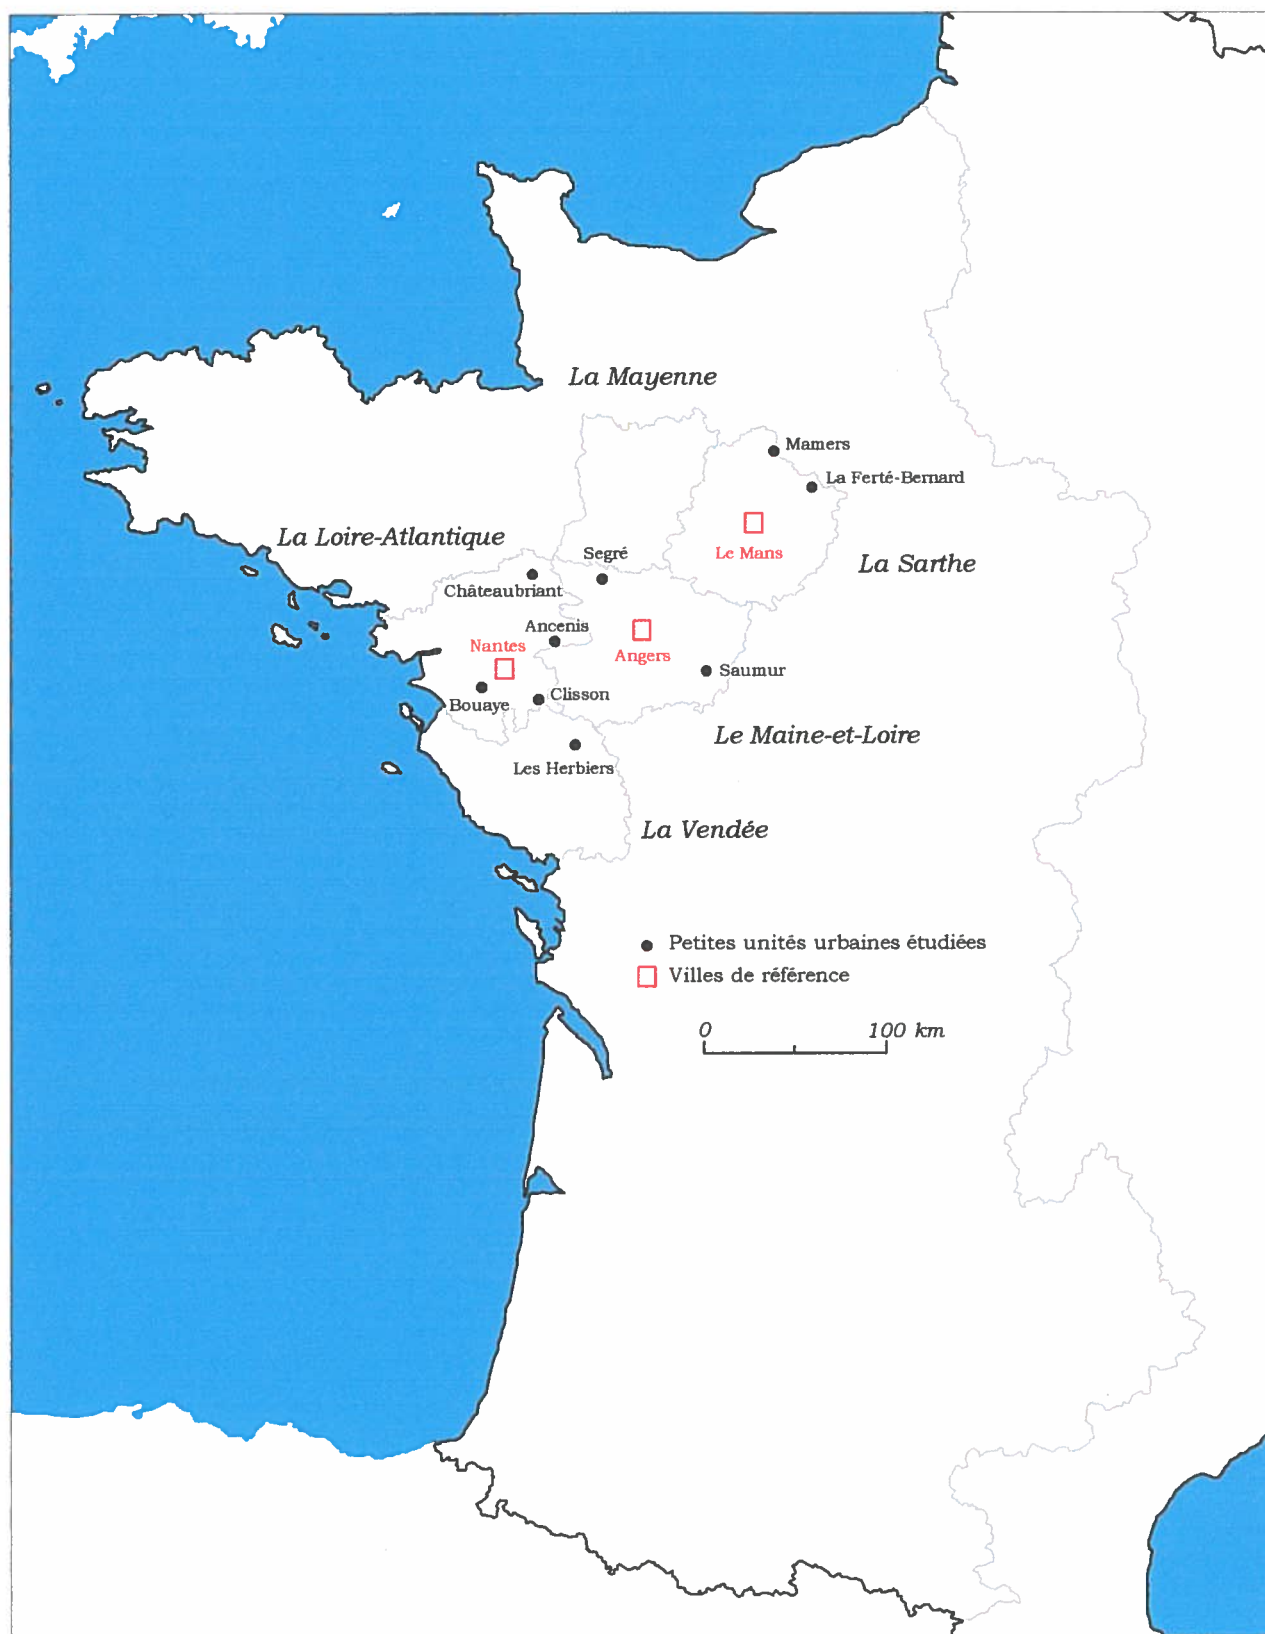 La Mayenne
Mamers
La Ferté-Bernard
La Loire-Atlantique
Le Mans
Segré
La Sarthe
Châteaubriant
Ancenis
Nantes
Angers
Saumur
Clisson
Bouaye
Le Maine-et-Loire
Les Herbiers
La Vendée
Petites unités urbaines étudiées
Villes de référence
0 100 km